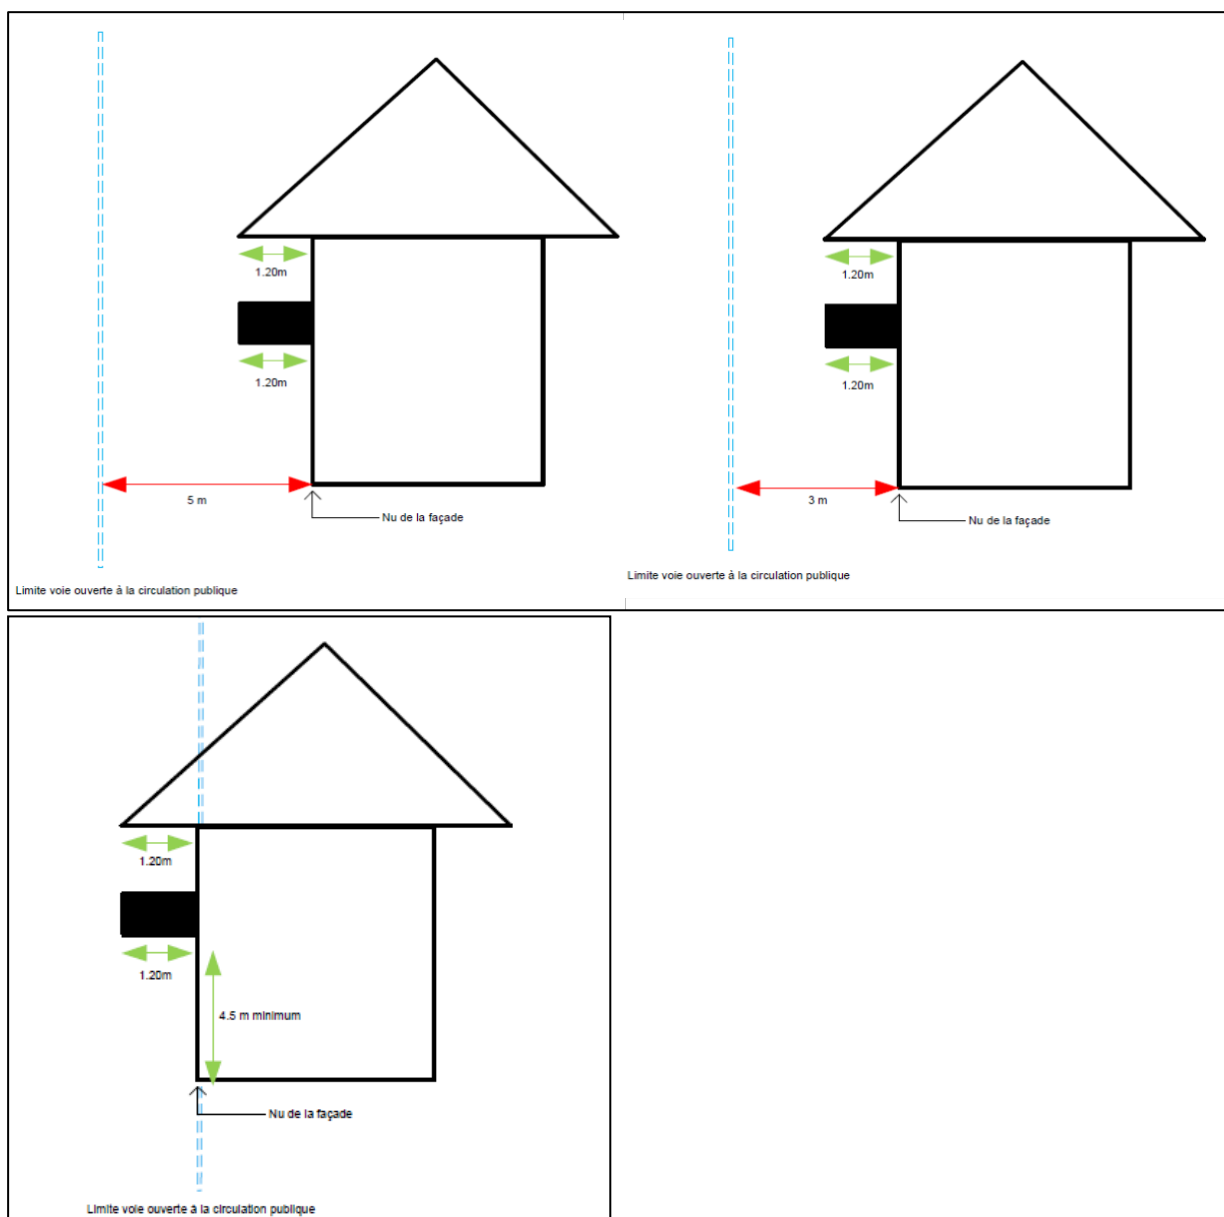 1.20m
1.20m
5 m
Nu de la façade
Limite voie ouverte à la circulation publique
1.20m
1.20m
3 m
Nu de la façade
Limite voie ouverte à la circulation publique
1.20m
1.20m
4.5 m minimum
Nu de la façade
Limite voie ouverte à la circulation publique